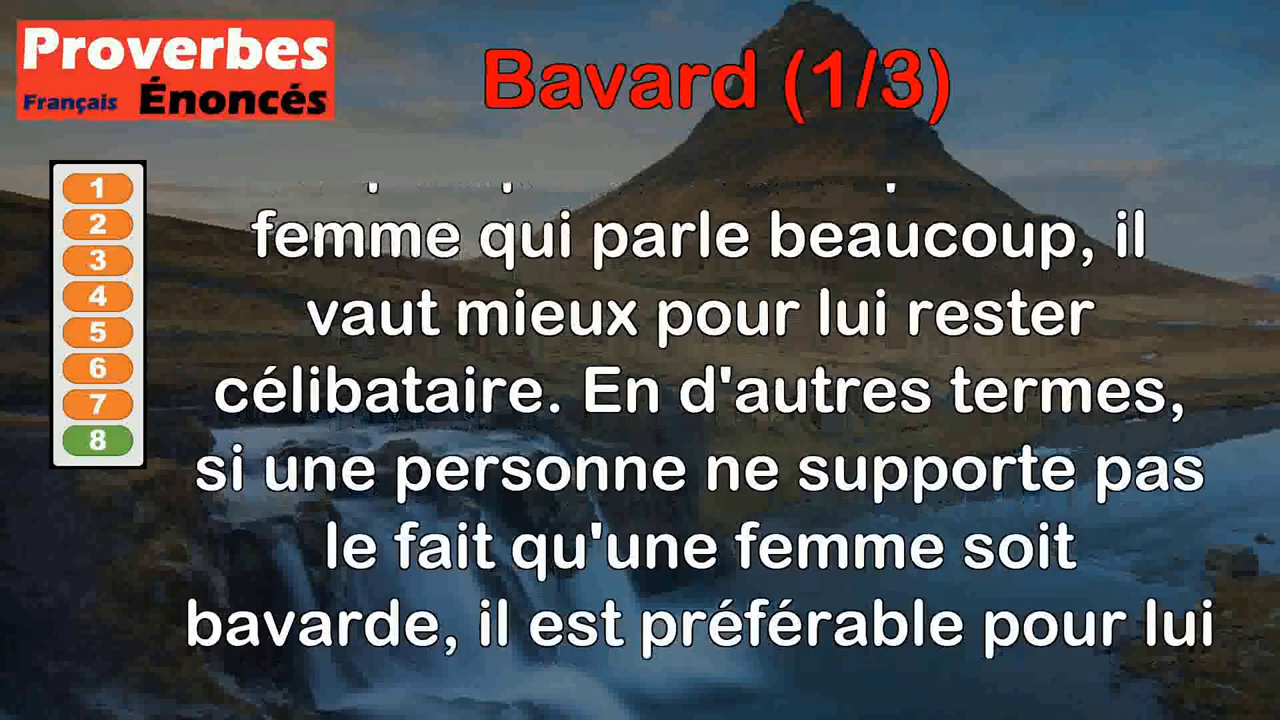 Proverbes
Français Énoncés
Bavard (1/3)
1
2
3
4
5
6
7
8
femme qui parle beaucoup, il
vaut mieux pour lui rester
célibataire. En d'autres termes,
si une personne ne supporte pas
le fait qu'une femme soit
bavarde, il est préférable pour lui